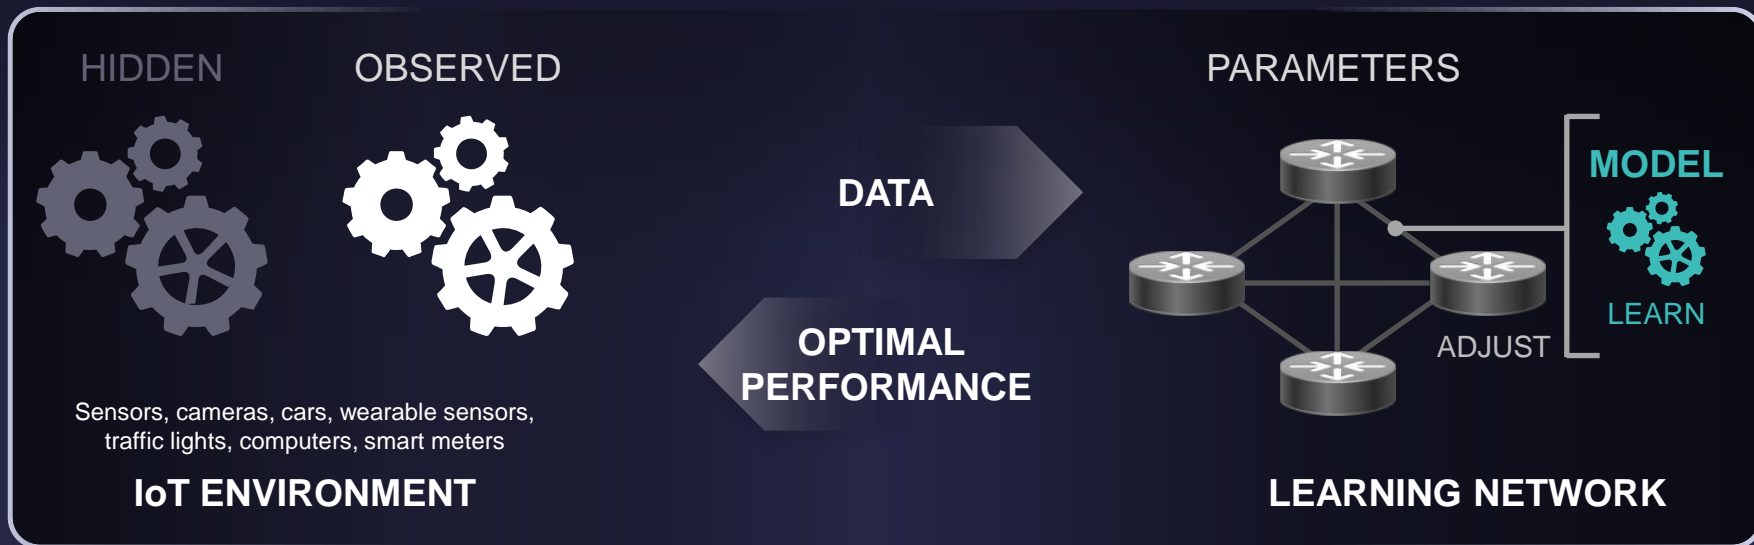 HIDDEN
OBSERVED
Sensors, cameras, cars, wearable sensors,
traffic lights, computers, smart meters
IoT ENVIRONMENT
DATA
OPTIMAL
PERFORMANCE
PARAMETERS
MODEL
LEARN
ADJUST
LEARNING NETWORK